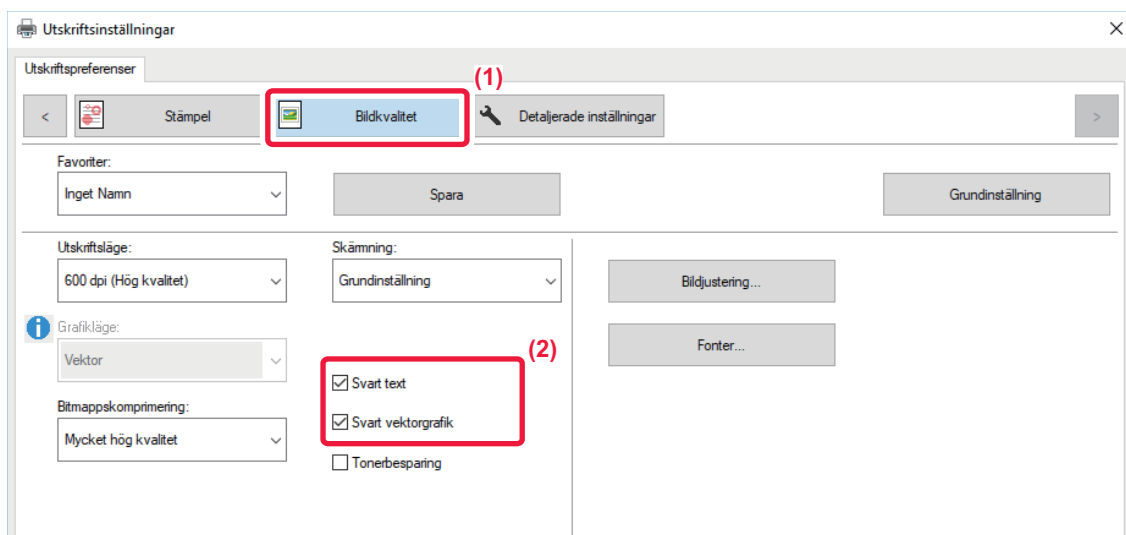 Utskriftsinställningar
Utskriftspreferenser
(1)
< Stämpel Bildkvalitet Detaljerade inställningar >
Favoriter:
Inget Namn Spara Grundinställning
Utskriftsläge: Skärmning:
600 dpi (Hög kvalitet) Grundinställning Bildjustering...
Grafikläge:
Vektor Fonter...
(2)
Svart text
Bitmappskomprimering:
Svart vektorgrafik
Mycket hög kvalitet
Tonerbesparing